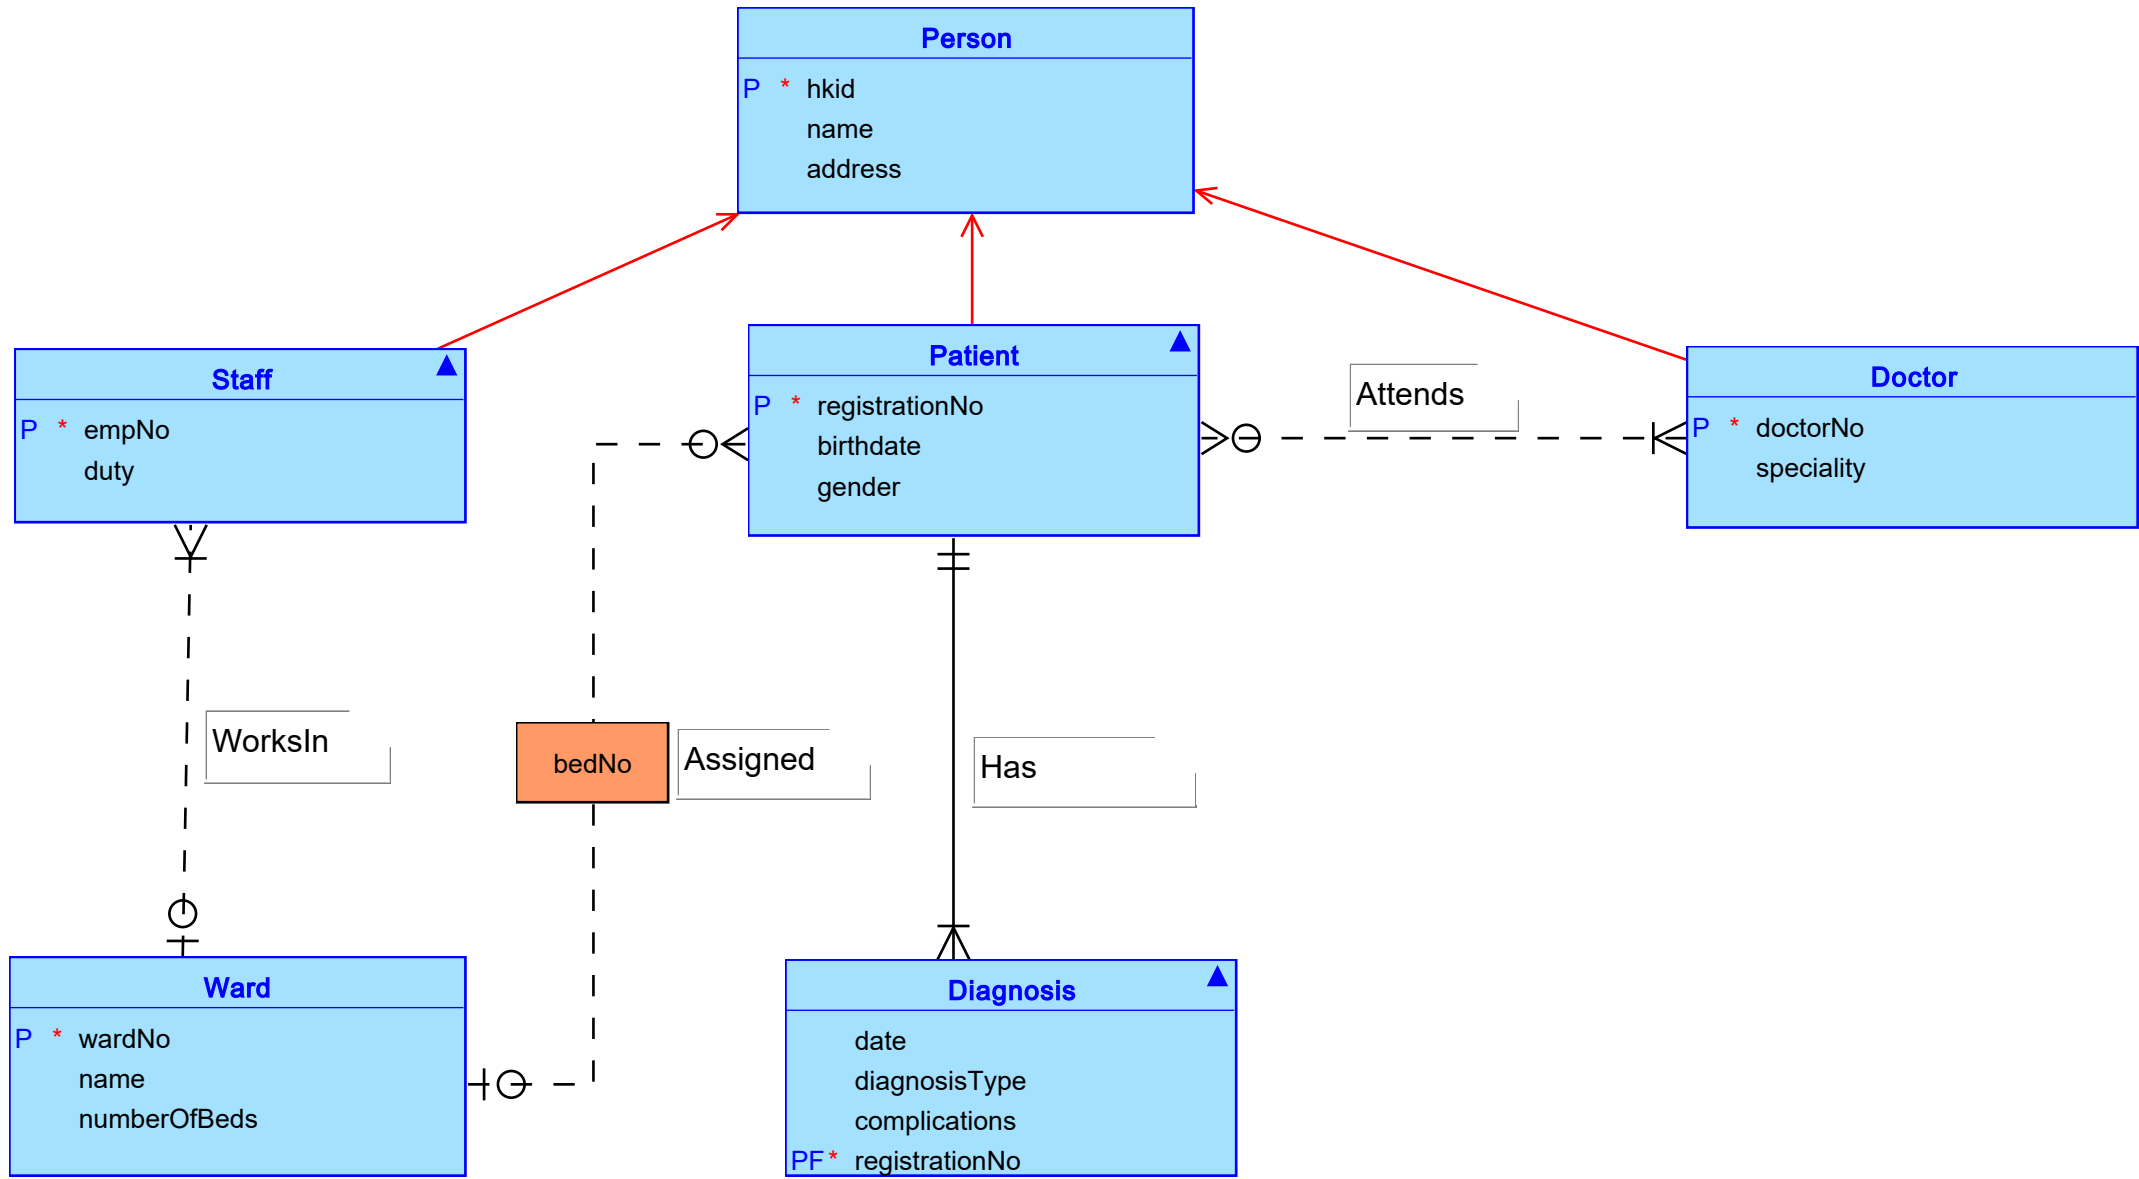 Person
P * hkid
name
address
Staff
P * empNo
duty
Patient
P * registrationNo
birthdate
gender
Attends
Doctor
P * doctorNo
speciality
WorksIn
bedNo
Assigned
Has
Ward
P * wardNo
name
numberOfBeds
Diagnosis
date
diagnosisType
complications
PF * registrationNo